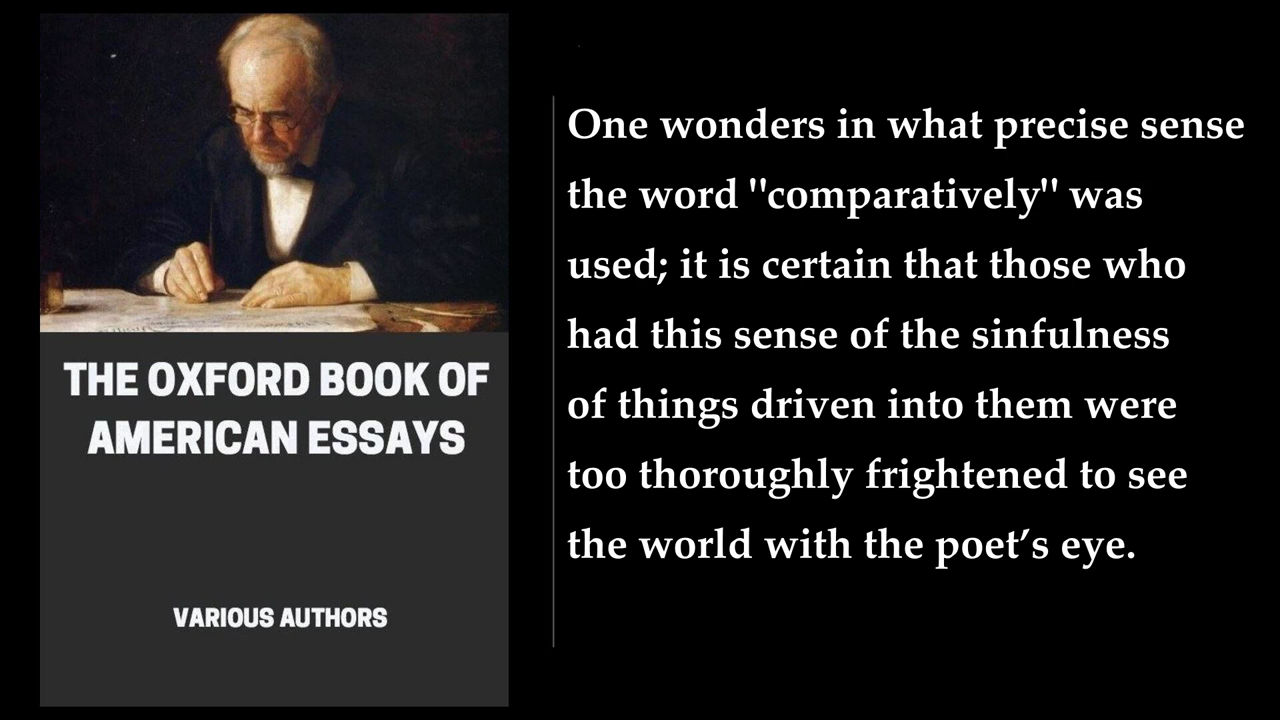 THE OXFORD BOOK OF
AMERICAN ESSAYS
VARIOUS AUTHORS
One wonders in what precise sense
the word "comparatively" was
used; it is certain that those who
had this sense of the sinfulness
of things driven into them were
too thoroughly frightened to see
the world with the poet’s eye.